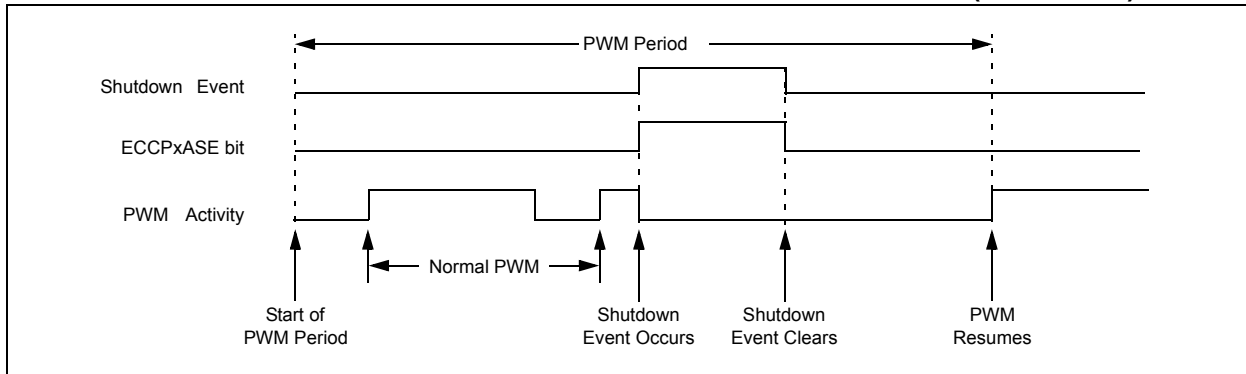 PWM Period
Shutdown Event
ECCPxASE bit
PWM Activity
Normal PWM
Start of
PWM Period
Shutdown
Event Occurs
Shutdown
Event Clears
PWM
Resumes